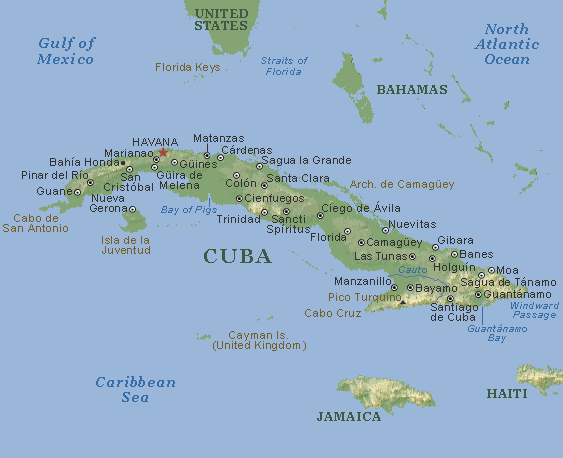 UNITED
STATES
Gulf of
Mexico
North
Atlantic
Ocean
Florida Keys
Straits of
Florida
BAHAMAS
HAVANA
Matanzas
Marianao
Cárdenas
Bahía Honda
Güines
Sagua la Grande
Pinar del Río
San
Cristóbal
Güira de
Melena
Colón
Santa Clara
Arch. de Camagüey
Guane
Nueva
Gerona
Cienfuegos
Bay of Pigs
Ciego de Ávila
Cabo de
San Antonio
Trinidad
Sancti
Spíritus
Nuevitas
Isla de la
Juventud
Florida
Camagüey
Gibara
CUBA
Las Tunas
Banes
Holguín
Cauto
Moa
Manzanillo
Bayamo
Sagua de Tánamo
Pico Turquino
Guantánamo
Cabo Cruz
Santiago
de Cuba
Windward
Passage
Guantánamo
Bay
Cayman Is.
(United Kingdom)
Caribbean
Sea
JAMAICA
HAITI